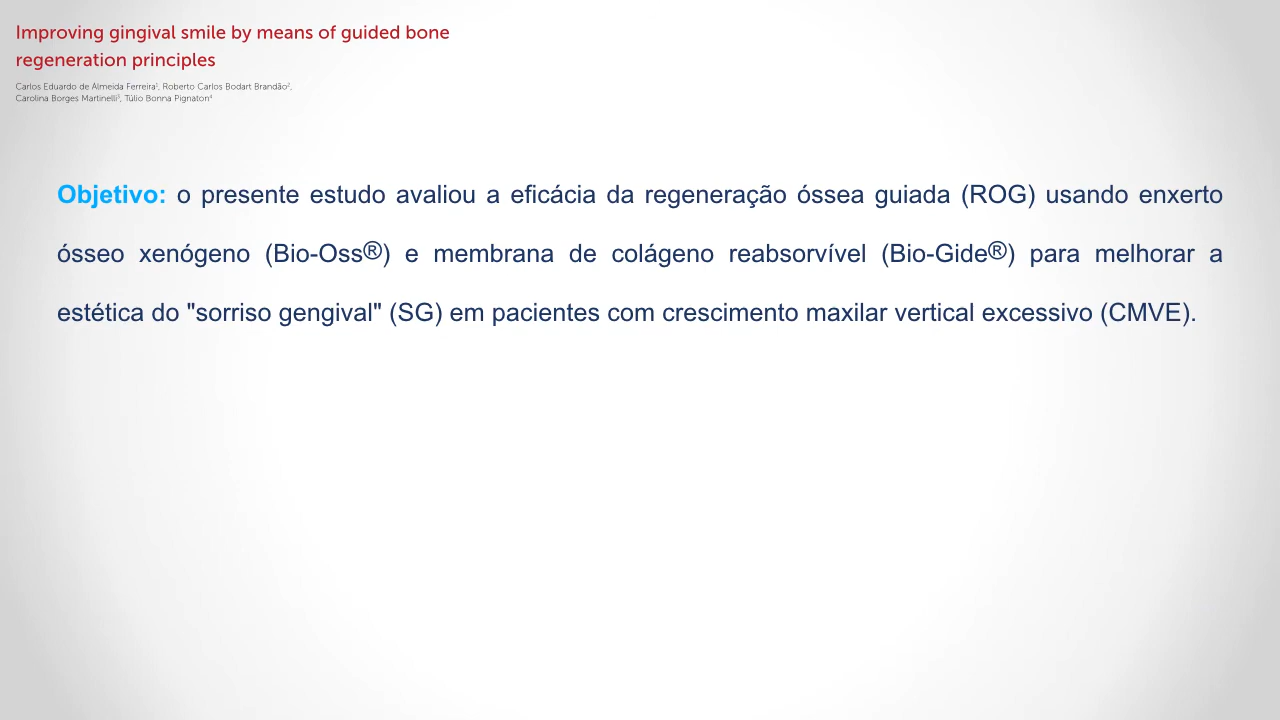 Improving gingival smile by means of guided bone
regeneration principles
Carlos Eduardo de Almeida Ferreira¹, Roberto Carlos Bodart Brandão²,
Carolina Borges Martinelli³, Túlio Bonna Pignaton⁴
Objetivo: o presente estudo avaliou a eficácia da regeneração óssea guiada (ROG) usando enxerto
ósseo xenógeno (Bio-Oss®) e membrana de colágeno reabsorvível (Bio-Gide®) para melhorar a
estética do "sorriso gengival" (SG) em pacientes com crescimento maxilar vertical excessivo (CMVE).